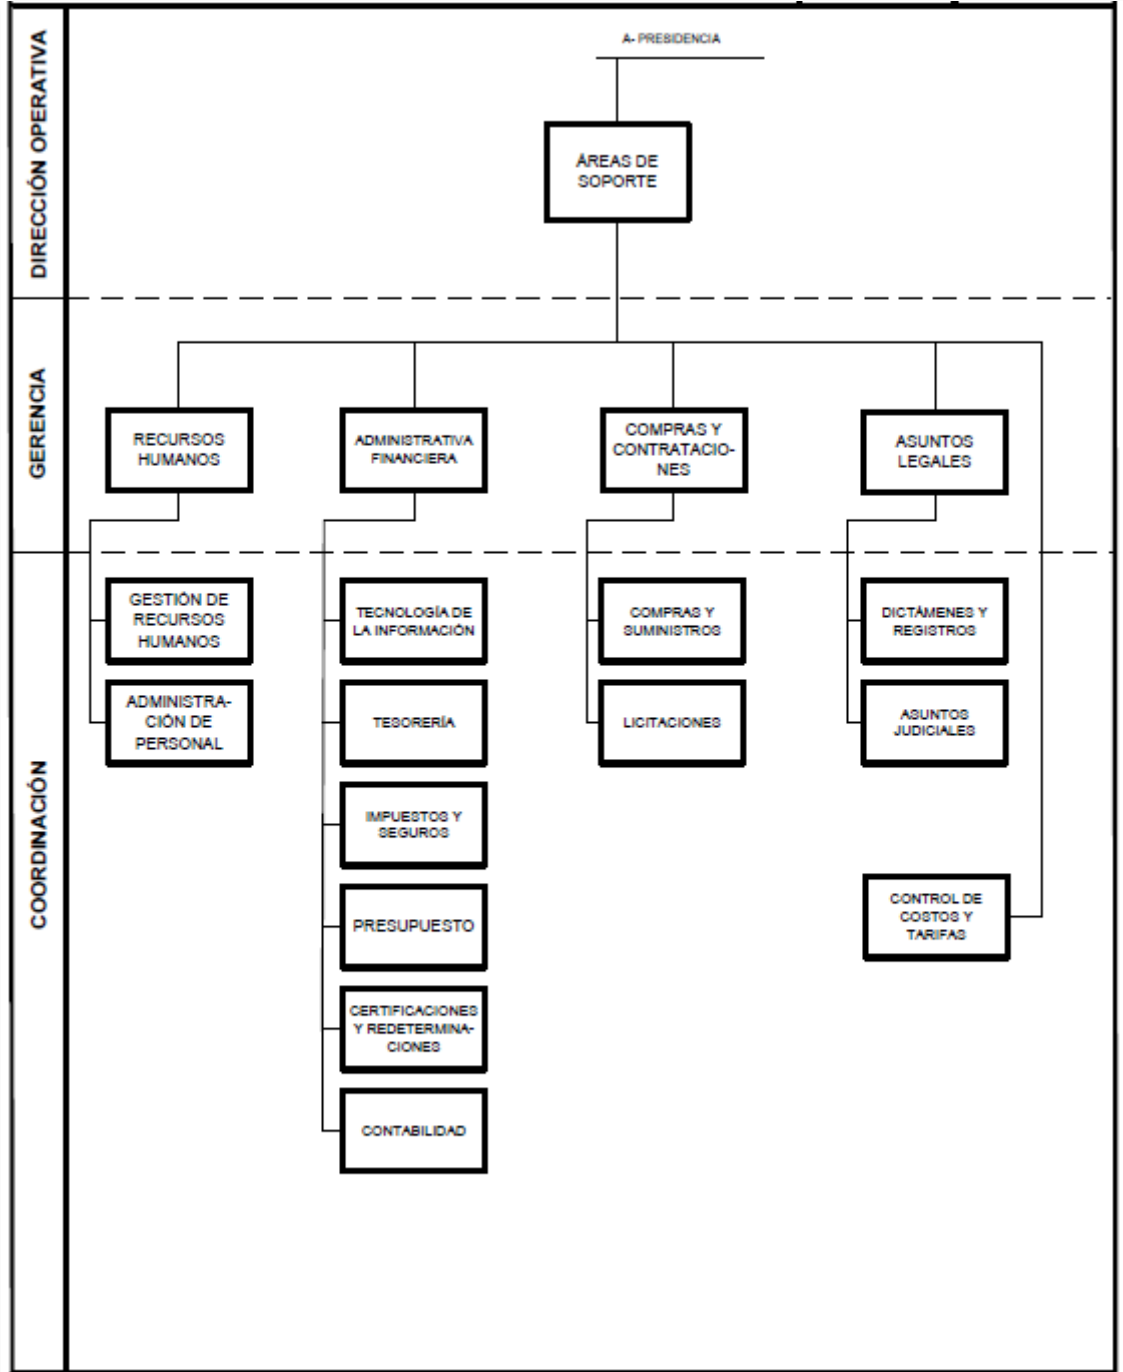 DIRECCIÓN OPERATIVA
A- PRESIDENCIA
ÁREAS DE
SOPORTE
GERENCIA
RECURSOS
HUMANOS
ADMINISTRATIVA
FINANCIERA
COMPRAS Y
CONTRATACIO-
NES
ASUNTOS
LEGALES
COORDINACIÓN
GESTIÓN DE
RECURSOS
HUMANOS
ADMINISTRA-
CIÓN DE
PERSONAL
TECNOLOGÍA DE
LA INFORMACIÓN
TESORERÍA
IMPUESTOS Y
SEGUROS
PRESUPUESTO
CERTIFICACIONES
Y REDETERMINA-
CIONES
CONTABILIDAD
COMPRAS Y
SUMINISTROS
LICITACIONES
DICTÁMENES Y
REGISTROS
ASUNTOS
JUDICIALES
CONTROL DE
COSTOS Y
TARIFAS